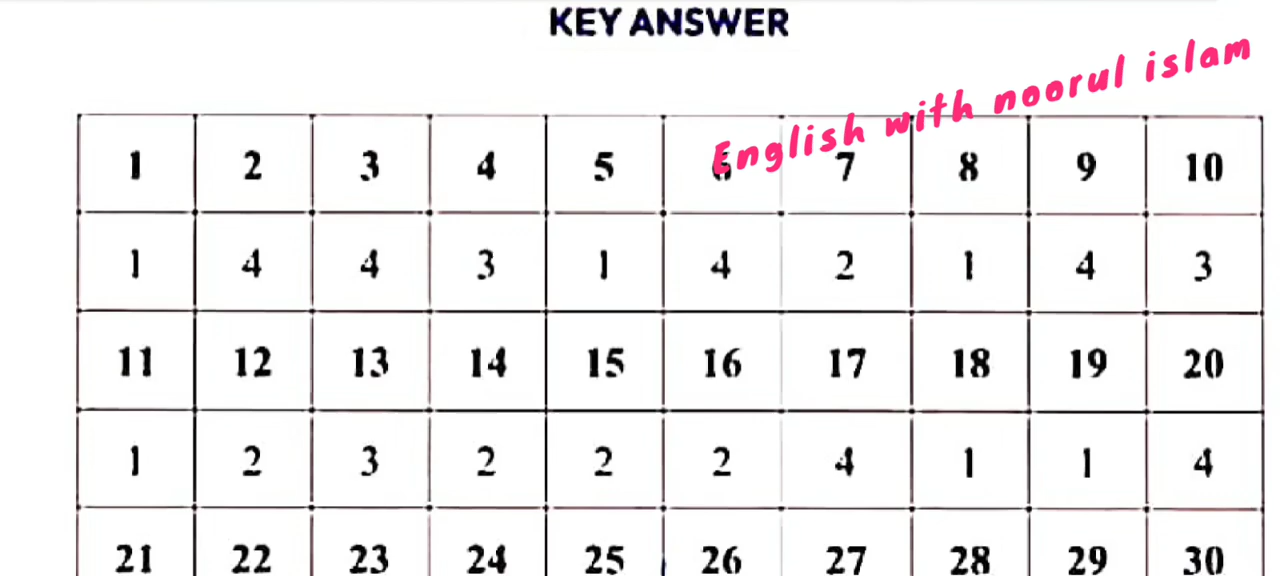 KEY ANSWER
English with noorul islam
1 2 3 4 5 6 7 8 9 10
1 4 4 3 1 4 2 1 4 3
11 12 13 14 15 16 17 18 19 20
1 2 3 2 2 2 4 1 1 4
21 22 23 24 25 26 27 28 29 30